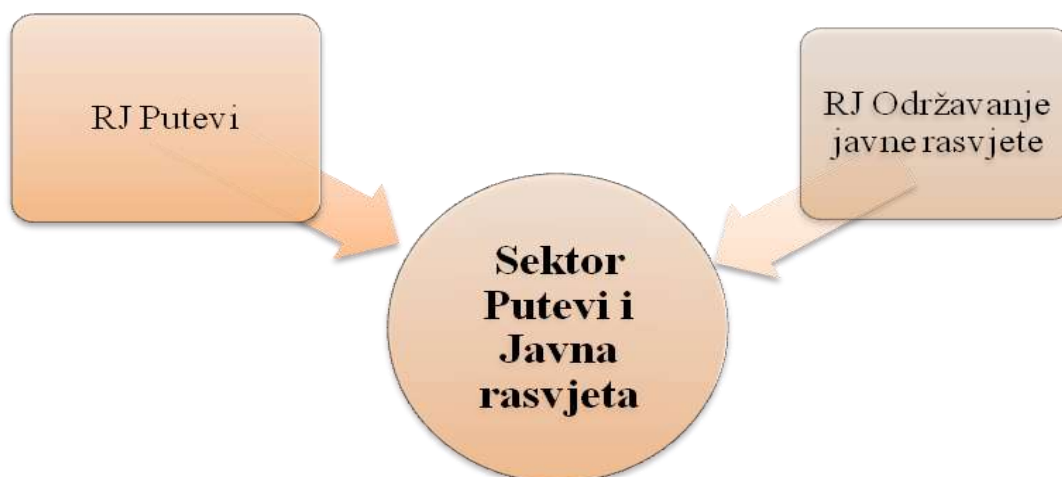 RJ Putevi
RJ Održavanje
javne rasvjete
Sektor
Putevi i
Javna
rasvjeta